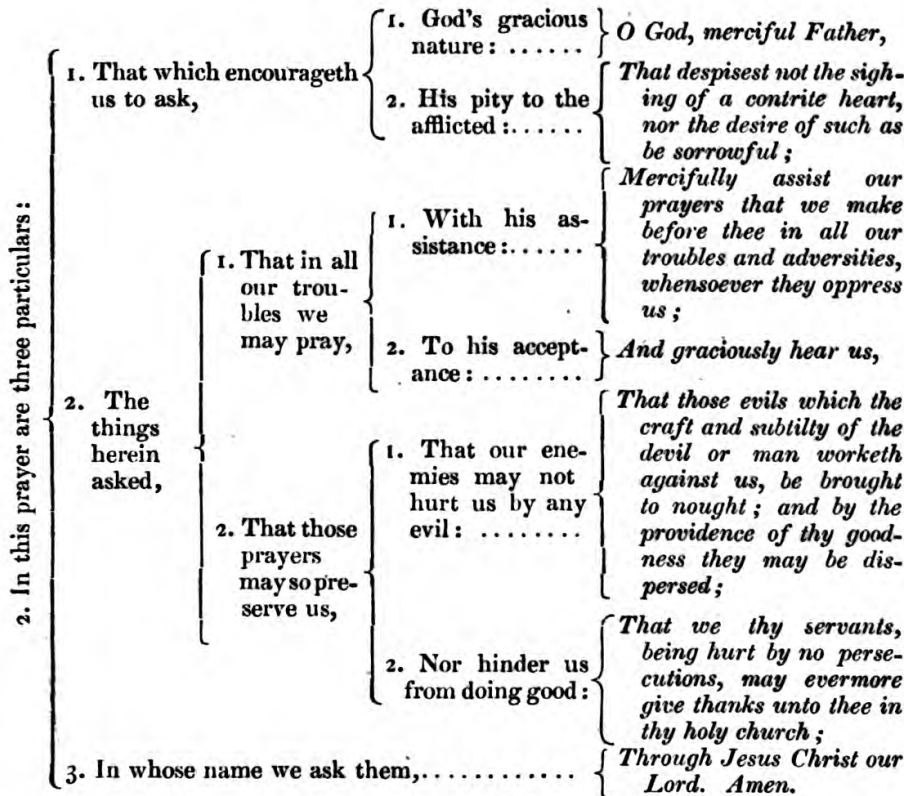 2. In this prayer are three particulars:
1. That which encourageth
us to ask,
1. God's gracious
nature: ......
O God, merciful Father,
2. His pity to the
afflicted:......
That despisest not the sigh-
ing of a contrite heart,
nor the desire of such as
be sorrowful;
2. The
things
herein
asked,
1. That in all
our trou-
bles we
may pray,
1. With his as-
sistance:......
Mercifully assist our
prayers that we make
before thee in all our
troubles and adversities,
whensoever they oppress
us;
2. To his accept-
ance: ........
And graciously hear us,
2. That those
prayers
may so pre-
serve us,
1. That our ene-
mies may not
hurt us by any
evil: ........
That those evils which the
craft and subtilty of the
devil or man worketh
against us, be brought
to nought; and by the
providence of thy good-
ness they may be dis-
persed;
2. Nor hinder us
from doing good:
That we thy servants,
being hurt by no perse-
cutions, may evermore
give thanks unto thee in
thy holy church;
3. In whose name we ask them,............
Through Jesus Christ our
Lord. Amen.